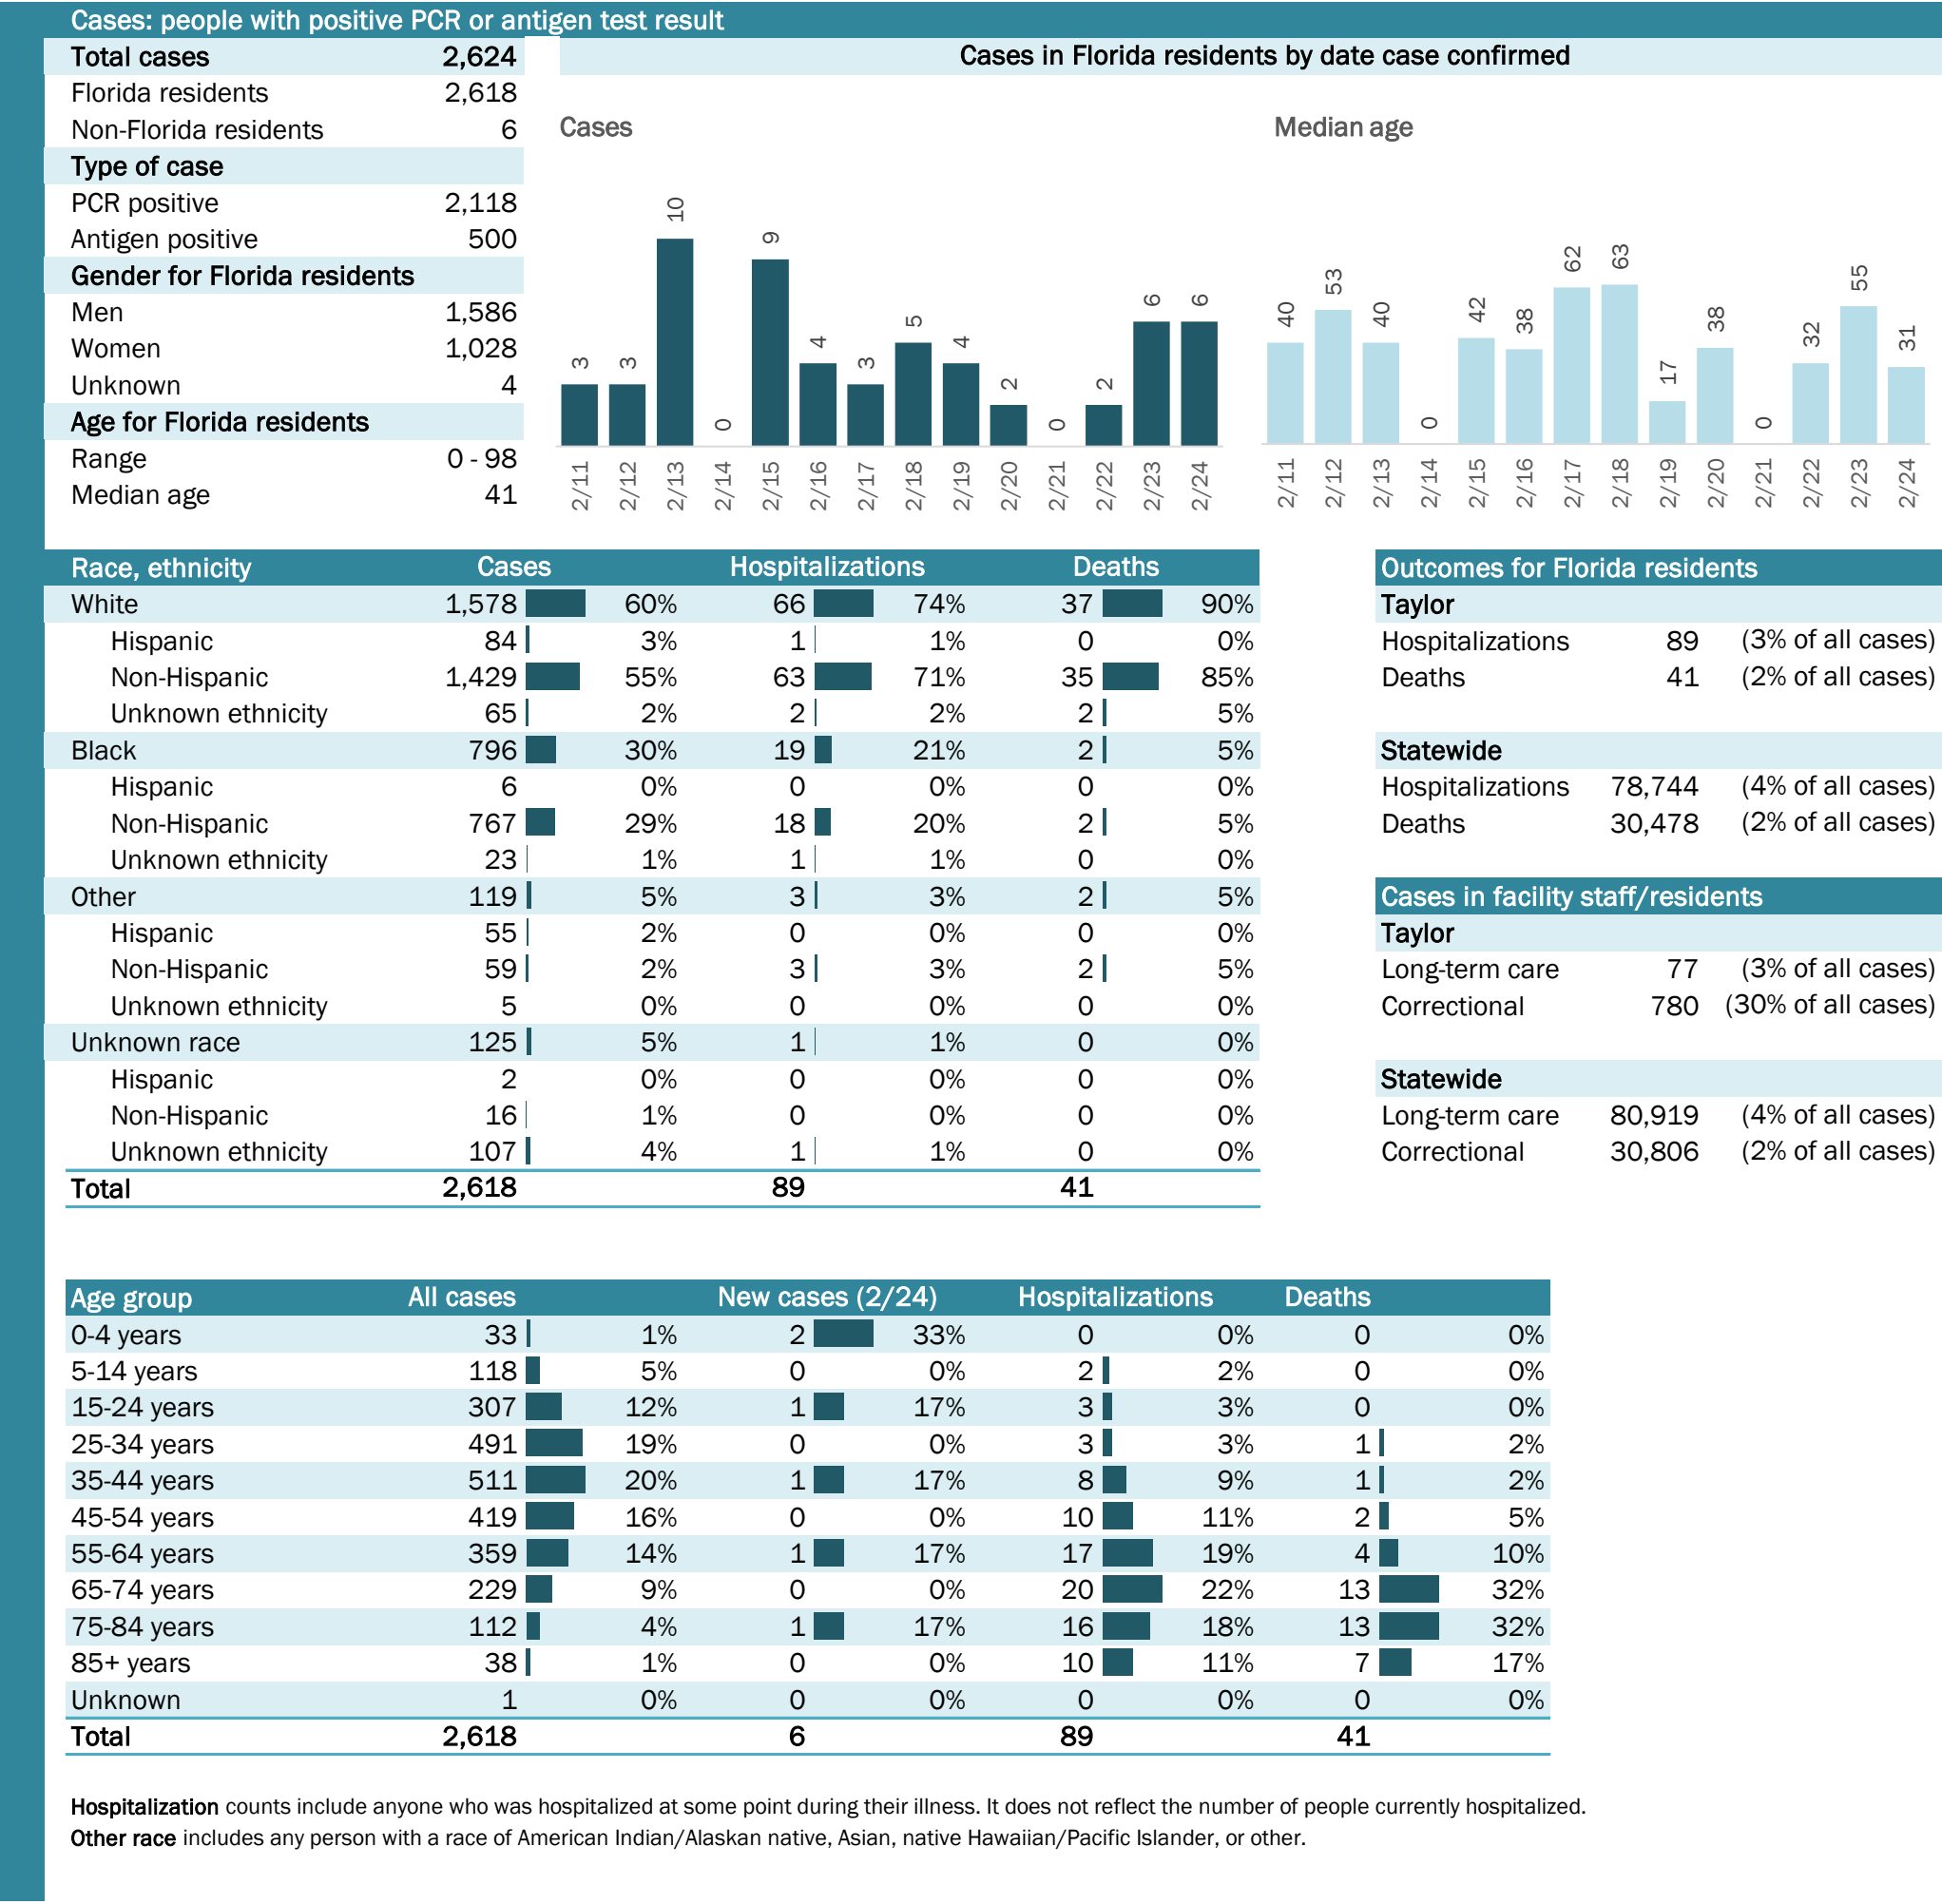 Cases: people with positive PCR or antigen test result
Total cases 2,624
Florida residents 2,618
Non-Florida residents 6
Type of case
PCR positive 2,118
Antigen positive 500
Gender for Florida residents
Men 1,586
Women 1,028
Unknown 4
Age for Florida residents
Range 0 - 98
Median age 41
Cases in Florida residents by date case confirmed
Cases
3 3 10 0 9 4 3 5 4 2 0 2 6 6
2/11 2/12 2/13 2/14 2/15 2/16 2/17 2/18 2/19 2/20 2/21 2/22 2/23 2/24
Median age
40 53 40 0 42 38 62 63 17 38 0 32 55 31
2/11 2/12 2/13 2/14 2/15 2/16 2/17 2/18 2/19 2/20 2/21 2/22 2/23 2/24
Race, ethnicity Cases Hospitalizations Deaths
White 1,578 60% 66 74% 37 90%
Hispanic 84 3% 1 1% 0 0%
Non-Hispanic 1,429 55% 63 71% 35 85%
Unknown ethnicity 65 2% 2 2% 2 5%
Black 796 30% 19 21% 2 5%
Hispanic 6 0% 0 0% 0 0%
Non-Hispanic 767 29% 18 20% 2 5%
Unknown ethnicity 23 1% 1 1% 0 0%
Other 119 5% 3 3% 2 5%
Hispanic 55 2% 0 0% 0 0%
Non-Hispanic 59 2% 3 3% 2 5%
Unknown ethnicity 5 0% 0 0% 0 0%
Unknown race 125 5% 1 1% 0 0%
Hispanic 2 0% 0 0% 0 0%
Non-Hispanic 16 1% 0 0% 0 0%
Unknown ethnicity 107 4% 1 1% 0 0%
Total 2,618 89 41
Outcomes for Florida residents
Taylor
Hospitalizations 89 (3% of all cases)
Deaths 41 (2% of all cases)
Statewide
Hospitalizations 78,744 (4% of all cases)
Deaths 30,478 (2% of all cases)
Cases in facility staff/residents
Taylor
Long-term care 77 (3% of all cases)
Correctional 780 (30% of all cases)
Statewide
Long-term care 80,919 (4% of all cases)
Correctional 30,806 (2% of all cases)
Age group All cases New cases (2/24) Hospitalizations Deaths
0-4 years 33 1% 2 33% 0 0% 0 0%
5-14 years 118 5% 0 0% 2 2% 0 0%
15-24 years 307 12% 1 17% 3 3% 0 0%
25-34 years 491 19% 0 0% 3 3% 1 2%
35-44 years 511 20% 1 17% 8 9% 1 2%
45-54 years 419 16% 0 0% 10 11% 2 5%
55-64 years 359 14% 1 17% 17 19% 4 10%
65-74 years 229 9% 0 0% 20 22% 13 32%
75-84 years 112 4% 1 17% 16 18% 13 32%
85+ years 38 1% 0 0% 10 11% 7 17%
Unknown 1 0% 0 0% 0 0% 0 0%
Total 2,618 6 89 41
Hospitalization counts include anyone who was hospitalized at some point during their illness. It does not reflect the number of people currently hospitalized.
Other race includes any person with a race of American Indian/Alaskan native, Asian, native Hawaiian/Pacific Islander, or other.